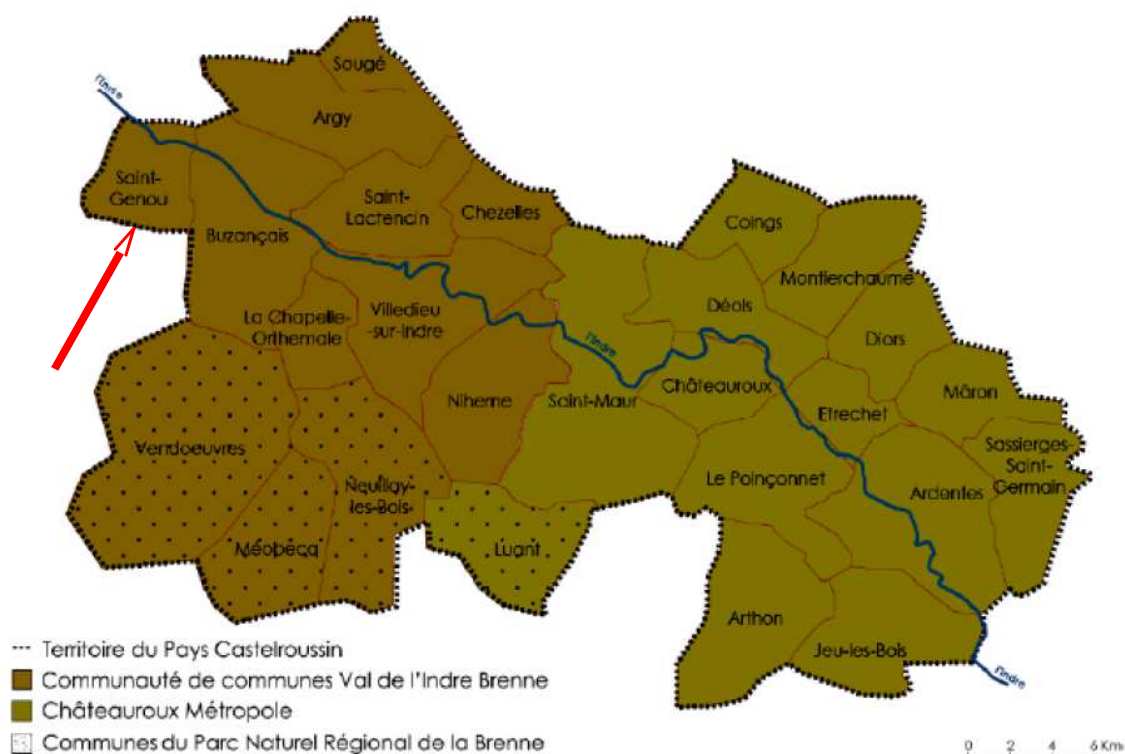 Sougé
l'Indre
Argy
Saint-
Genou
Saint-
Lactencin
Chezelles
Buzançais
Coings
Montierchaume
La Chapelle-
Orthemale
Villedieu
-sur-Indre
Déols
Diors
l'Indre
Niherne
Saint-Maur
Châteauroux
Etrechet
Mâron
Vendoeuvres
Sassierges-
Saint-
Germain
Neuillay-
les-Bois
Le Poinçonnet
Ardentes
Méobecq
Luant
Arthon
Jeu-les-Bois
l'Indre
Territoire du Pays Castelroussin
Communauté de communes Val de l'Indre Brenne
Châteauroux Métropole
Communes du Parc Naturel Régional de la Brenne
0 2 4 6 Km